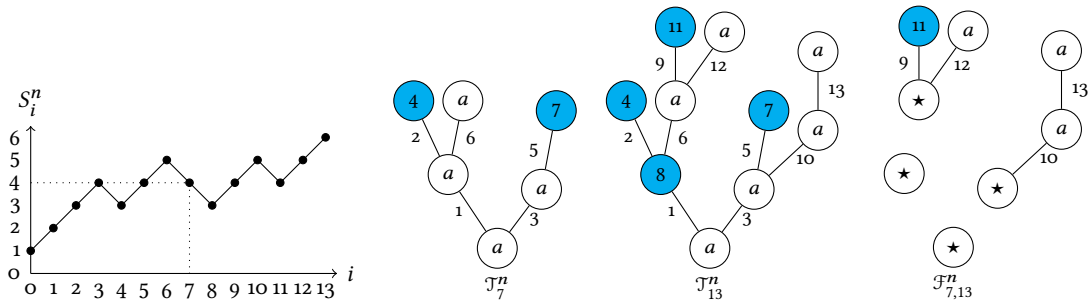 S_i^n
6
5
4
3
2
1
0
0 1 2 3 4 5 6 7 8 9 10 11 12 13 i
4 a 7
2 6 5
a a
1 3
a
𝒯_7^n
11 a a
9 12 13
4 a 7 a
2 6 5 10
8 a
1 3
a
𝒯_13^n
11 a a
9 12 13
★ a
10
★ ★
★
ℱ_7,13^n